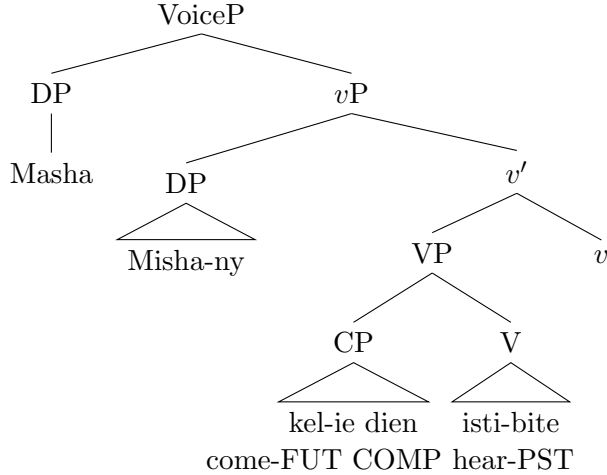 VoiceP
DP vP
Masha DP v′
Misha-ny VP v
CP V
kel-ie dien isti-bite
come-FUT COMP hear-PST